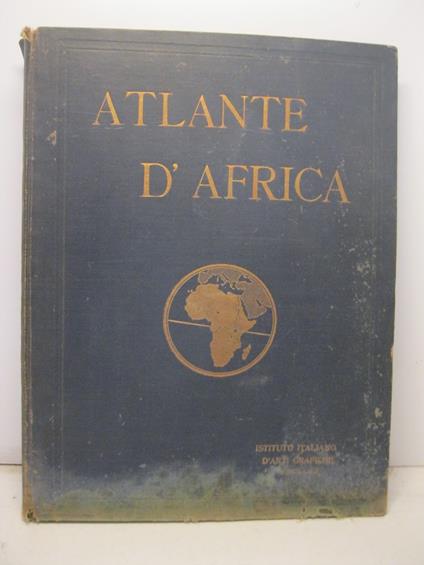 ATLANTE
D'AFRICA
ISTITUTO ITALIANO
D'ARTI GRAFICHE